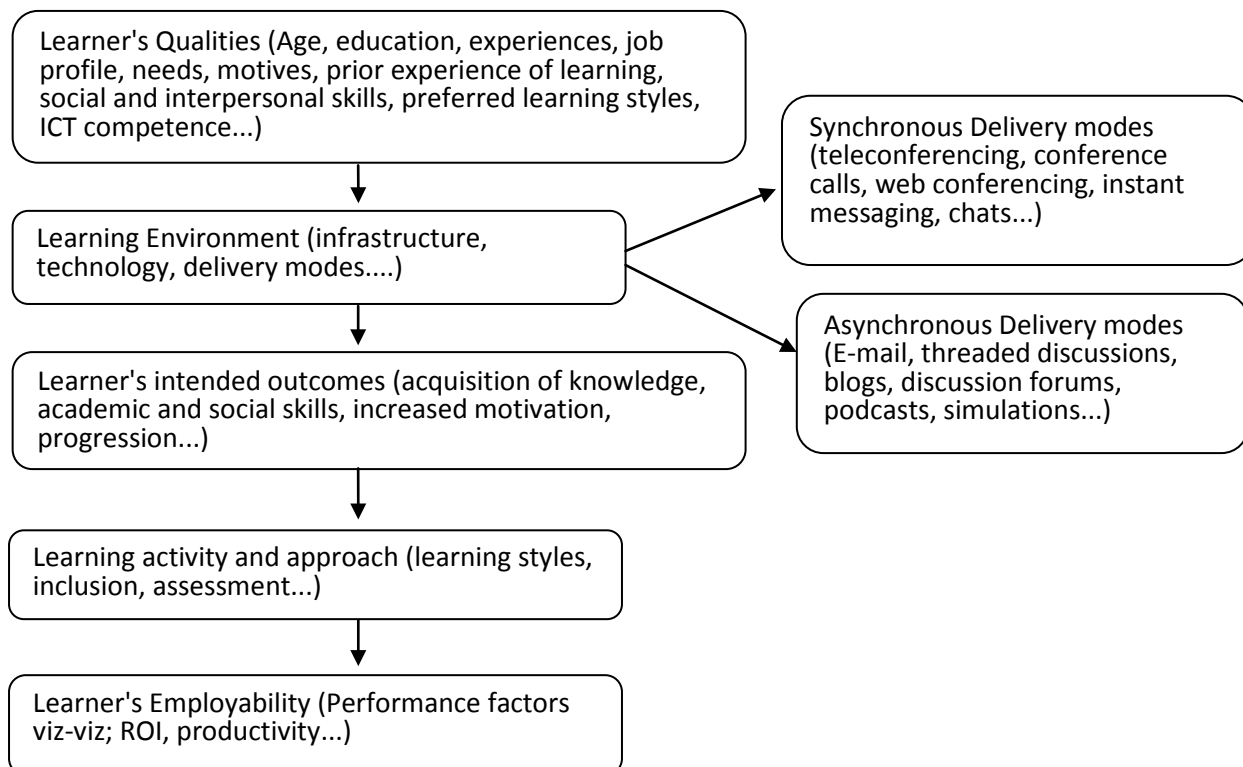 Learner's Qualities (Age, education, experiences, job
profile, needs, motives, prior experience of learning,
social and interpersonal skills, preferred learning styles,
ICT competence...)
Synchronous Delivery modes
(teleconferencing, conference
calls, web conferencing, instant
messaging, chats...)
Learning Environment (infrastructure,
technology, delivery modes....)
Asynchronous Delivery modes
(E-mail, threaded discussions,
blogs, discussion forums,
podcasts, simulations...)
Learner's intended outcomes (acquisition of knowledge,
academic and social skills, increased motivation,
progression...)
Learning activity and approach (learning styles,
inclusion, assessment...)
Learner's Employability (Performance factors
viz-viz; ROI, productivity...)